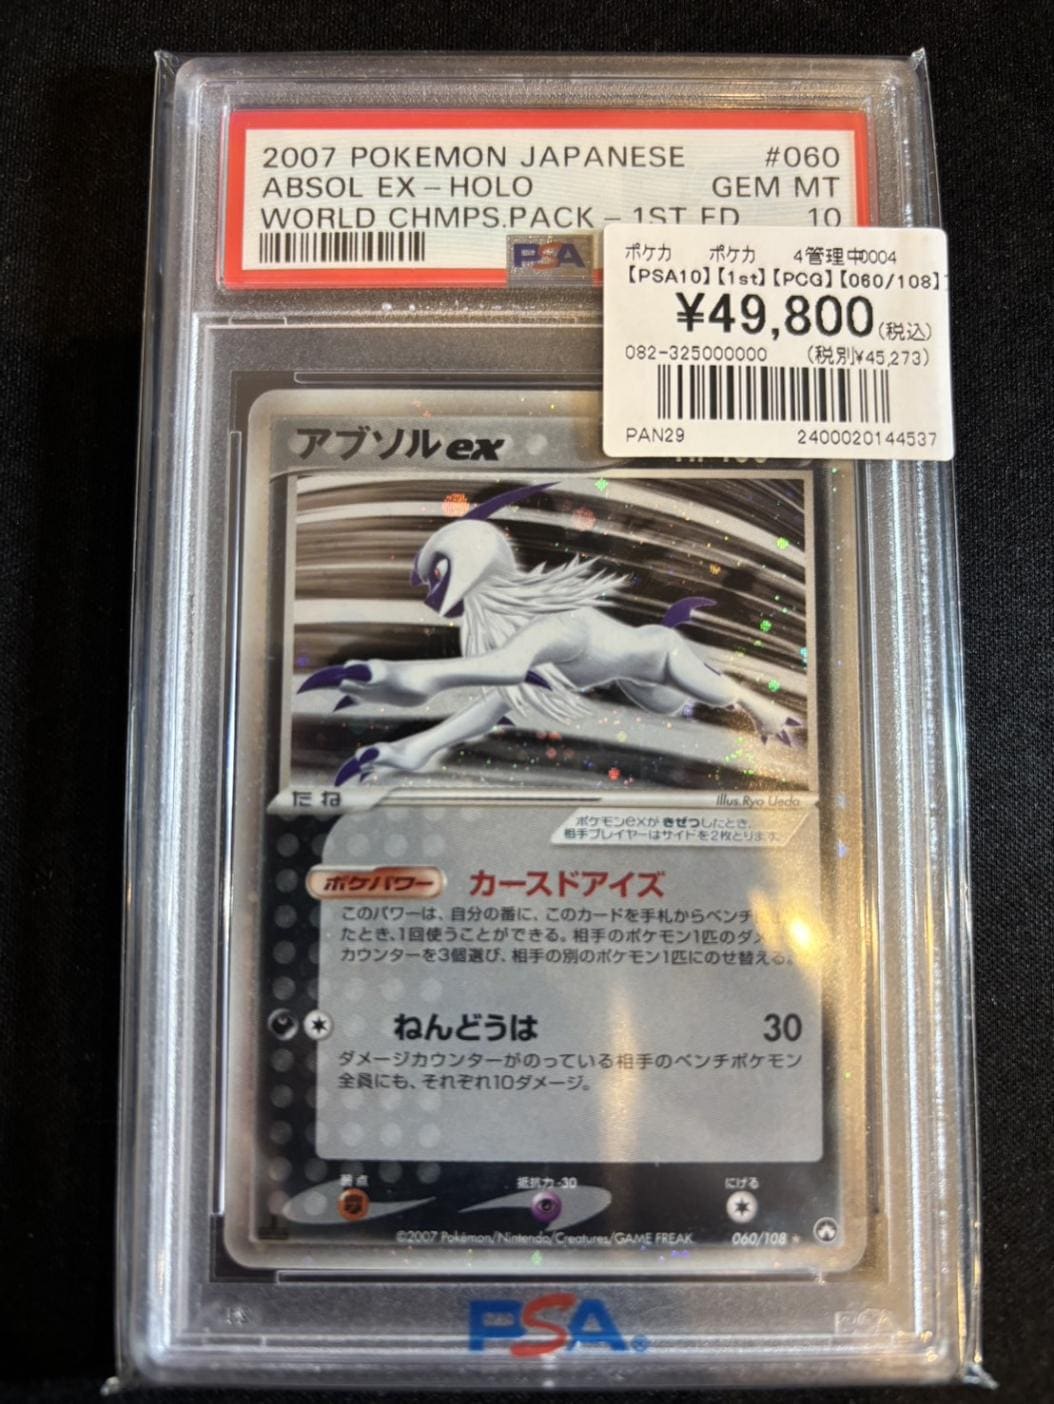 2007 POKEMON JAPANESE #060
ABSOL EX - HOLO GEM MT
WORLD CHMPS.PACK - 1ST ED 10
PSA
ポケカ ポケカ 4管理中0004
【PSA10】【1st】【PCG】【060/108】
¥49,800(税込)
082-325000000 (税別¥45,273)
PAN29 2400020144537
アブソルex
たね
Illus.Ryo Ueda
ポケモンexがきぜつしたとき、
相手プレイヤーはサイドを2枚とります。
ポケパワー カースドアイズ
このパワーは、自分の番に、このカードを手札からベンチに
たとき、1回使うことができる。相手のポケモン1匹のダメ
カウンターを3個選び、相手の別のポケモン1匹にのせ替える。
ねんどうは 30
ダメージカウンターがのっている相手のベンチポケモン
全員にも、それぞれ10ダメージ。
弱点 抵抗力 -30 にげる
©2007 Pokémon/Nintendo/Creatures/GAME FREAK 060/108 ★
PSA®